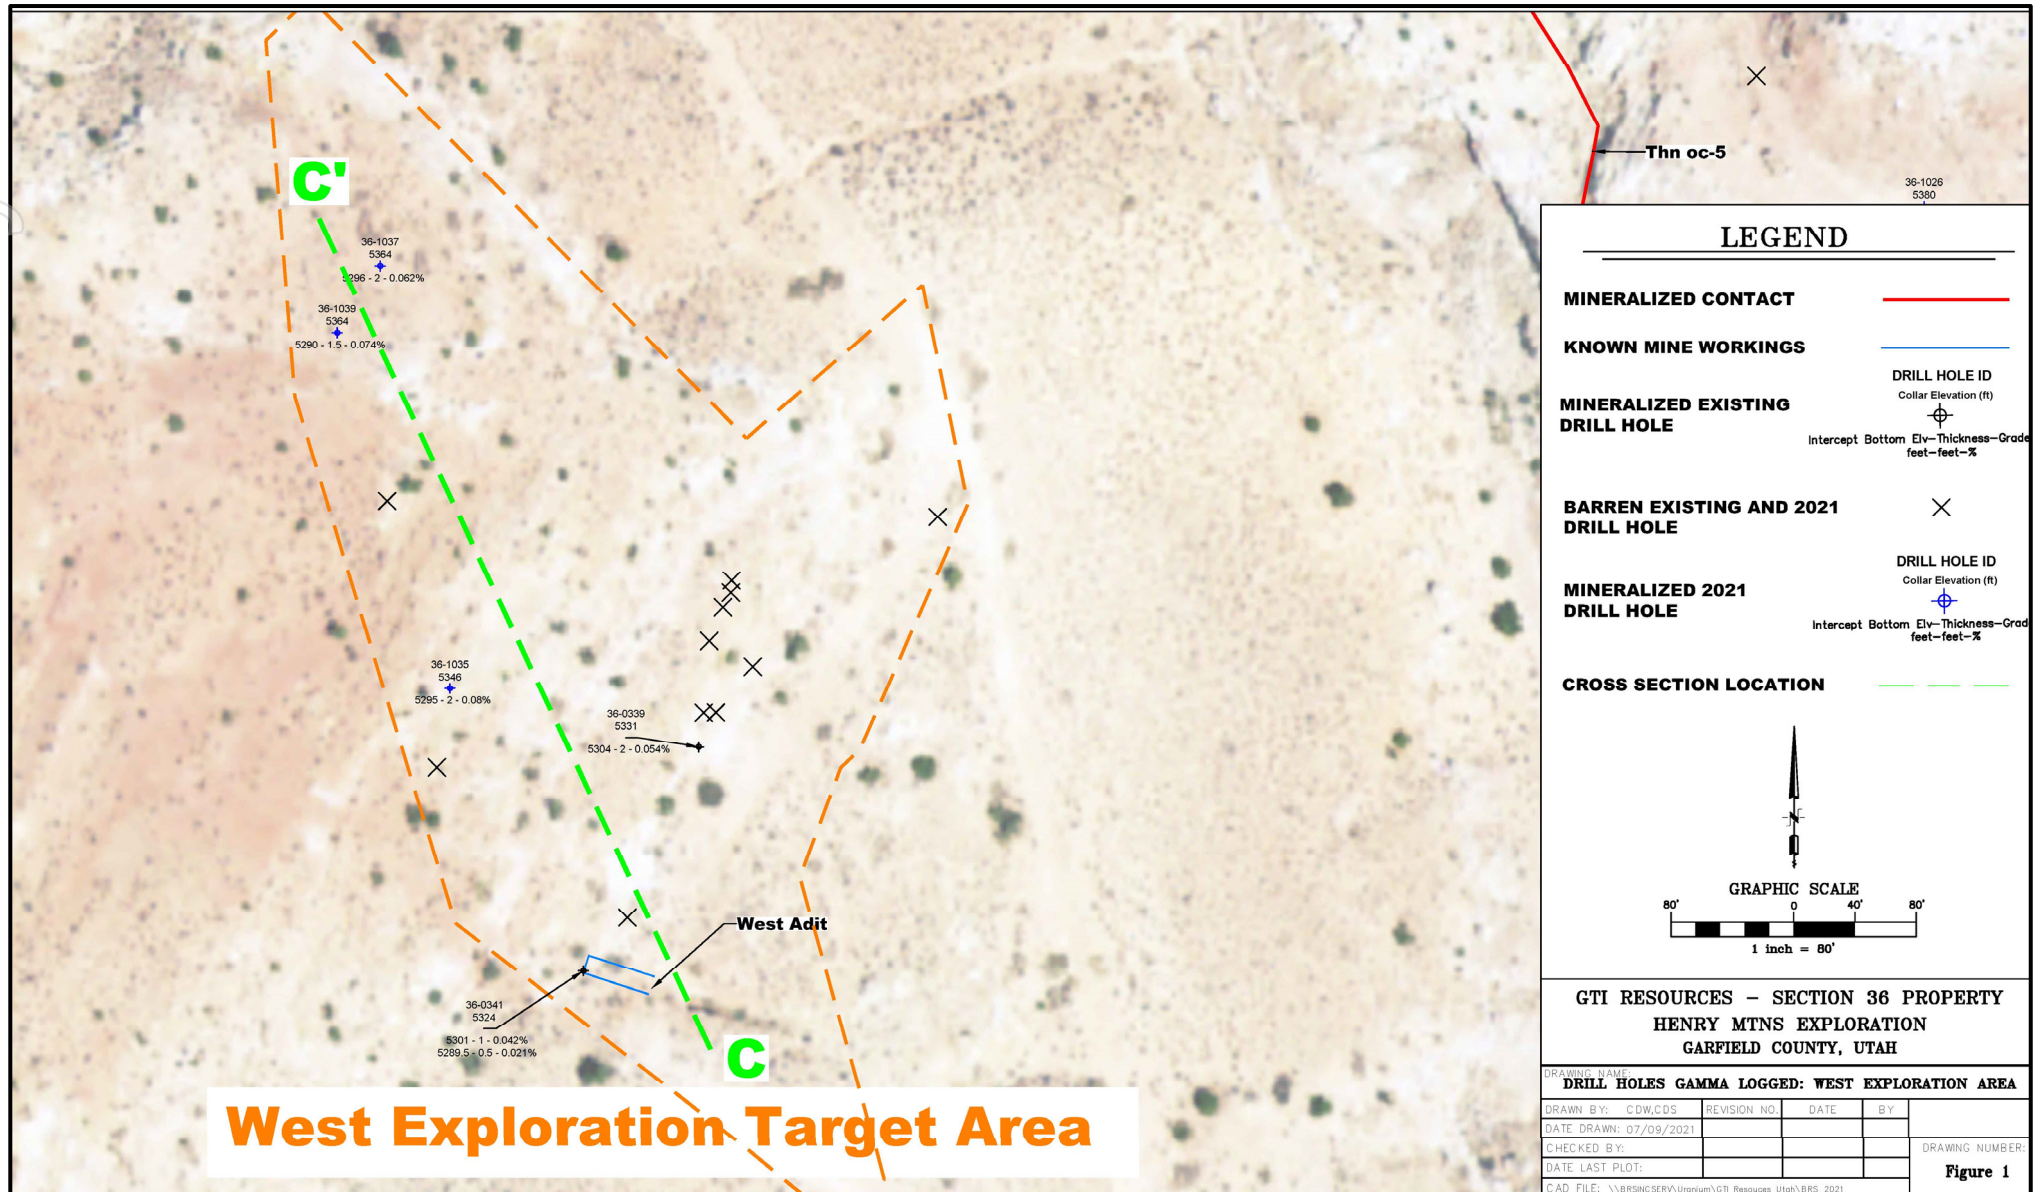 Thn oc-5
36-1026
5380
C'
36-1037
5364
5296 - 2 - 0.062%
36-1039
5364
5290 - 1.5 - 0.074%
36-1035
5346
5295 - 2 - 0.08%
36-0339
5331
5304 - 2 - 0.054%
West Adit
36-0341
5324
5301 - 1 - 0.042%
5289.5 - 0.5 - 0.021%
C
West Exploration Target Area
LEGEND
MINERALIZED CONTACT
KNOWN MINE WORKINGS
MINERALIZED EXISTING
DRILL HOLE
DRILL HOLE ID
Collar Elevation (ft)
Intercept Bottom Elv-Thickness-Grade
feet-feet-%
BARREN EXISTING AND 2021
DRILL HOLE
MINERALIZED 2021
DRILL HOLE
DRILL HOLE ID
Collar Elevation (ft)
Intercept Bottom Elv-Thickness-Grad
feet-feet-%
CROSS SECTION LOCATION
N
S
GRAPHIC SCALE
80' 0 40' 80'
1 inch = 80'
GTI RESOURCES - SECTION 36 PROPERTY
HENRY MTNS EXPLORATION
GARFIELD COUNTY, UTAH
DRAWING NAME:
DRILL HOLES GAMMA LOGGED: WEST EXPLORATION AREA
DRAWN BY: CDW,CDS REVISION NO. DATE BY
DATE DRAWN: 07/09/2021
CHECKED BY:
DRAWING NUMBER:
DATE LAST PLOT:
Figure 1
CAD FILE: \\BRSINCSERV\Uranium\GTI Resouces Utah\BRS 2021